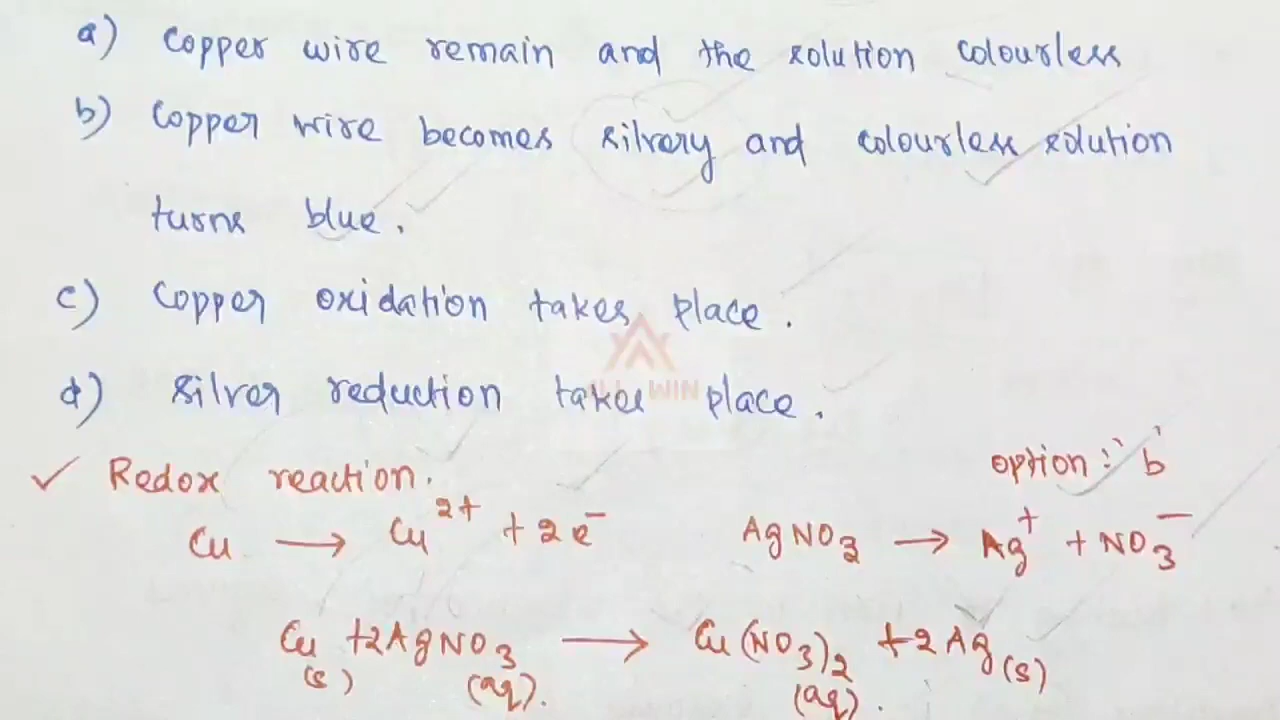 a) Copper wire remain and the solution colourless
b) Copper wire becomes silvery and colourless solution
turns blue.
c) Copper oxidation takes place.
ALL WIN
d) Silver reduction takes place.
✓ Redox reaction.
option: 'b'
Cu → Cu²⁺ + 2e⁻
AgNO₃ → Ag⁺ + NO₃⁻
Cu(s) + 2AgNO₃(aq). → Cu(NO₃)₂(aq). + 2Ag(s)